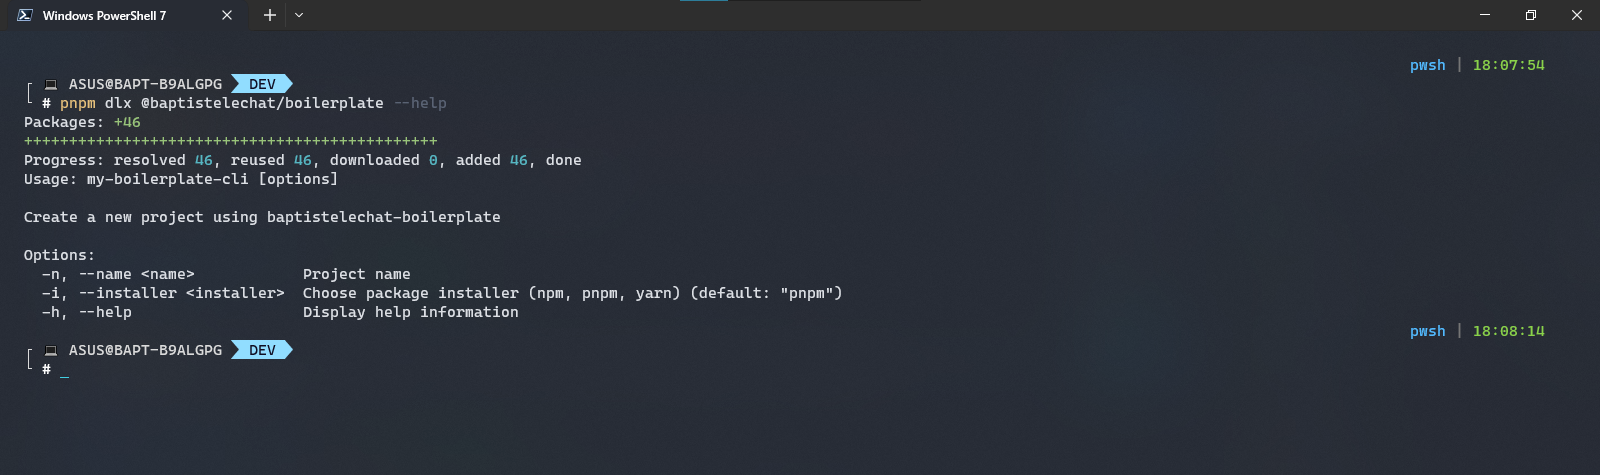 Windows PowerShell 7
pwsh | 18:07:54
ASUS@BAPT-B9ALGPG DEV
# pnpm dlx @baptistelechat/boilerplate --help
Packages: +46
++++++++++++++++++++++++++++++++++++++++++++++
Progress: resolved 46, reused 46, downloaded 0, added 46, done
Usage: my-boilerplate-cli [options]
Create a new project using baptistelechat-boilerplate
Options:
-n, --name <name> Project name
-i, --installer <installer> Choose package installer (npm, pnpm, yarn) (default: "pnpm")
-h, --help Display help information
pwsh | 18:08:14
ASUS@BAPT-B9ALGPG DEV
# _